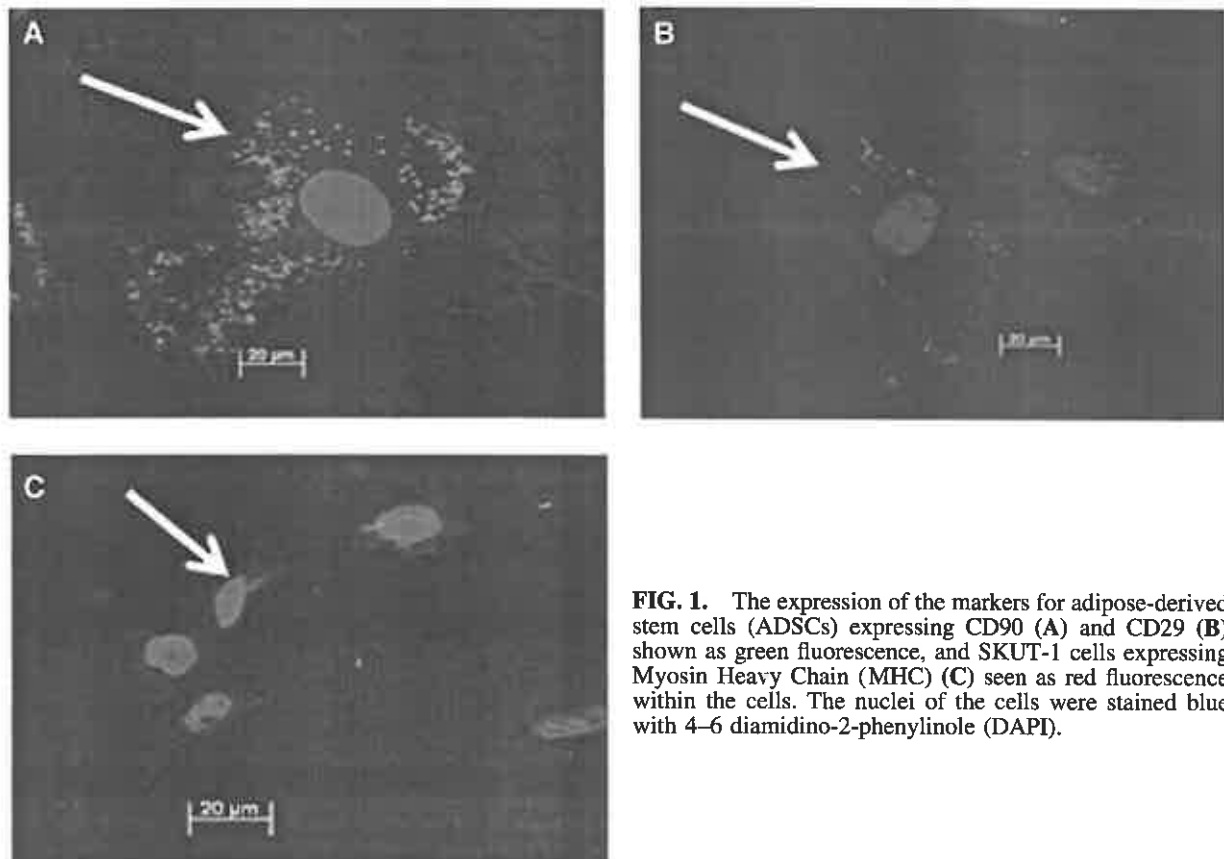 A
20 µm
B
20 µm
C
20 µm
FIG. 1. The expression of the markers for adipose-derived
stem cells (ADSCs) expressing CD90 (A) and CD29 (B)
shown as green fluorescence, and SKUT-1 cells expressing
Myosin Heavy Chain (MHC) (C) seen as red fluorescence
within the cells. The nuclei of the cells were stained blue
with 4–6 diamidino-2-phenylinole (DAPI).